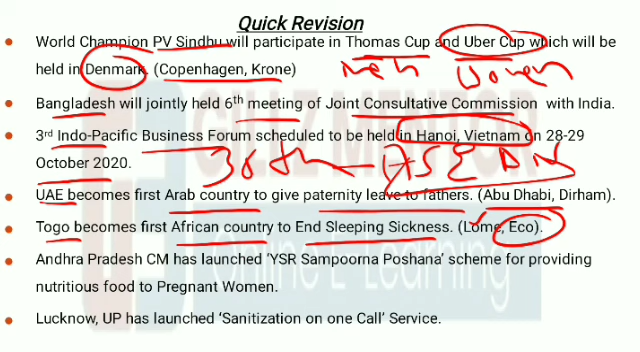 Quick Revision
World Champion PV Sindhu will participate in Thomas Cup and Uber Cup which will be
held in Denmark. (Copenhagen, Krone)
Men Women
Bangladesh will jointly held 6th meeting of Joint Consultative Commission with India.
3rd Indo-Pacific Business Forum scheduled to be held in Hanoi, Vietnam on 28-29
October 2020.
36th - ASEAN
UAE becomes first Arab country to give paternity leave to fathers. (Abu Dhabi, Dirham).
Togo becomes first African country to End Sleeping Sickness. (Lome, Eco).
Andhra Pradesh CM has launched ‘YSR Sampoorna Poshana’ scheme for providing
nutritious food to Pregnant Women.
Lucknow, UP has launched ‘Sanitization on one Call’ Service.